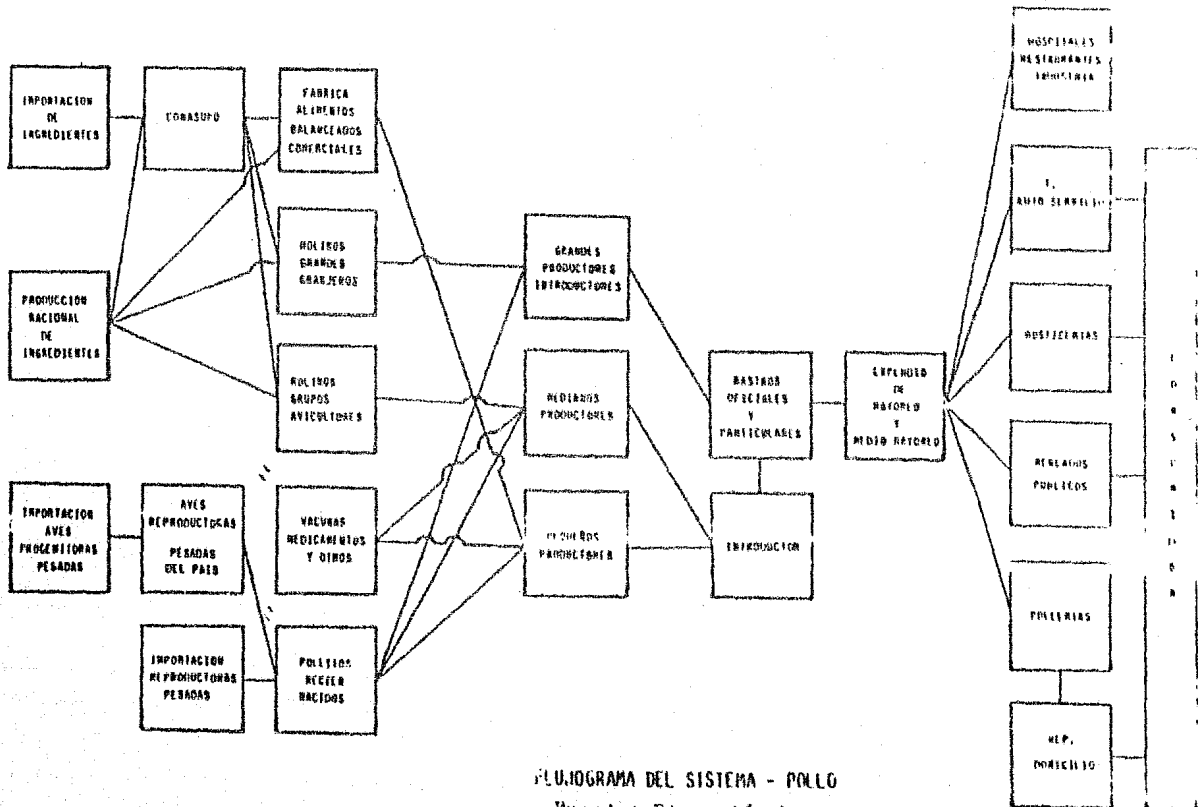 IMPORTACION
DE
INGREDIENTES
CONASUPO
FABRICA
ALIMENTOS
BALANCEADOS
COMERCIALES
HOSPITALES
RESTAURANTES
INDUSTRIA
T.
AUTO SERVICIO
PRODUCCION
NACIONAL
DE
INGREDIENTES
MOLINOS
GRANDES
GRANJEROS
GRANDES
PRODUCTORES
INTRODUCTORES
ROSTICERIAS
MOLINOS
GRUPOS
AVICULTORES
MEDIANOS
PRODUCTORES
RASTROS
OFICIALES
Y
PARTICULARES
EXPENDIO
DE
MAYOREO
Y
MEDIO MAYOREO
MERCADOS
PUBLICOS
IMPORTACION
AVES
PROGENITORAS
PESADAS
AVES
REPRODUCTORAS
PESADAS
DEL PAIS
VACUNAS
MEDICAMENTOS
Y OTROS
PEQUEÑOS
PRODUCTORES
INTRODUCTOR
POLLERIAS
IMPORTACION
REPRODUCTORAS
PESADAS
POLLITOS
RECIEN
NACIDOS
REP.
DOMICILIO
FLUJOGRAMA DEL SISTEMA - POLLO